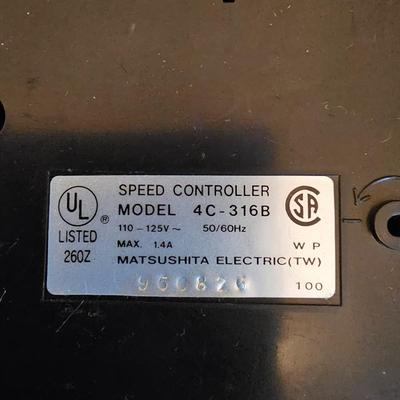 SPEED CONTROLLER
UL ® MODEL 4C-316B SA
LISTED 110-125V~ 50/60Hz
260Z MAX. 1.4A W P
MATSUSHITA ELECTRIC(TW)
100